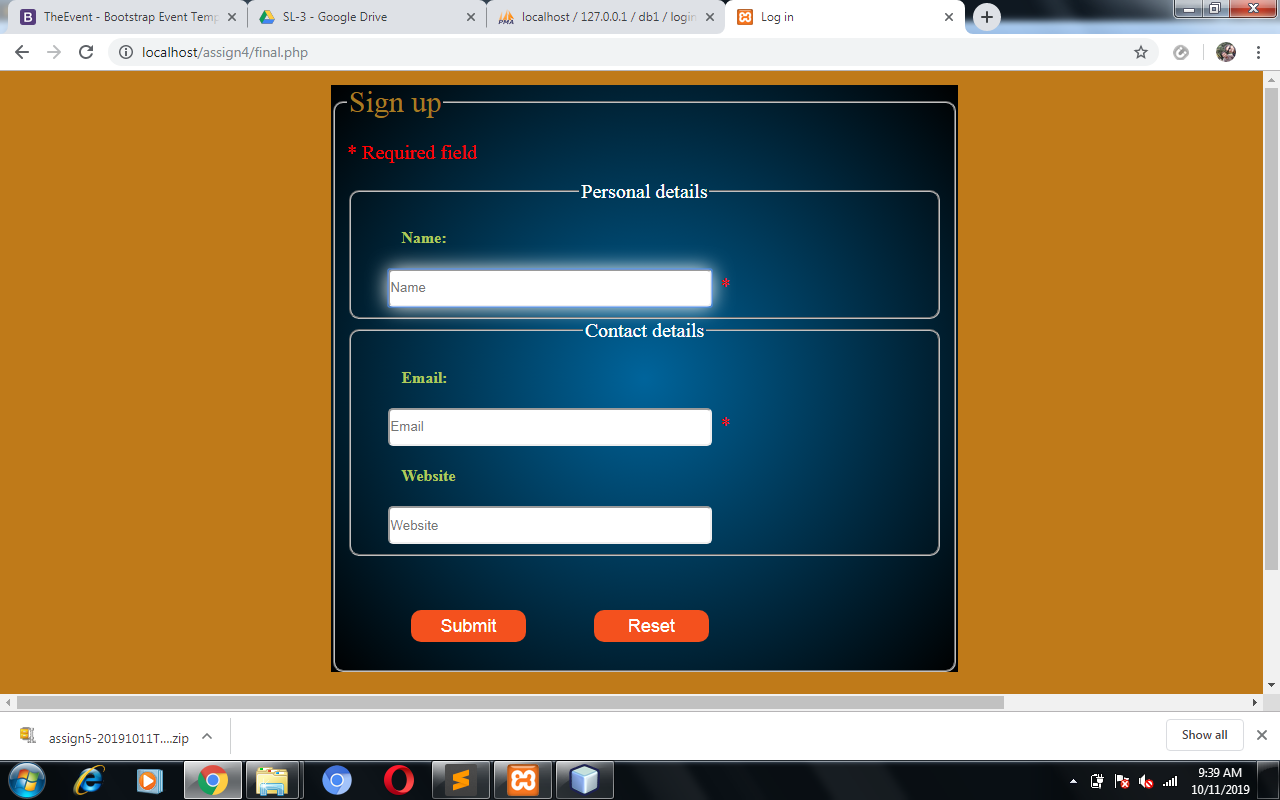 TheEvent - Bootstrap Event Temp
SL-3 - Google Drive
localhost / 127.0.0.1 / db1 / login
Log in
localhost/assign4/final.php
Sign up
* Required field
Personal details
Name:
Name *
Contact details
Email:
Email *
Website
Website
Submit Reset
assign5-20191011T....zip
Show all
9:39 AM
10/11/2019